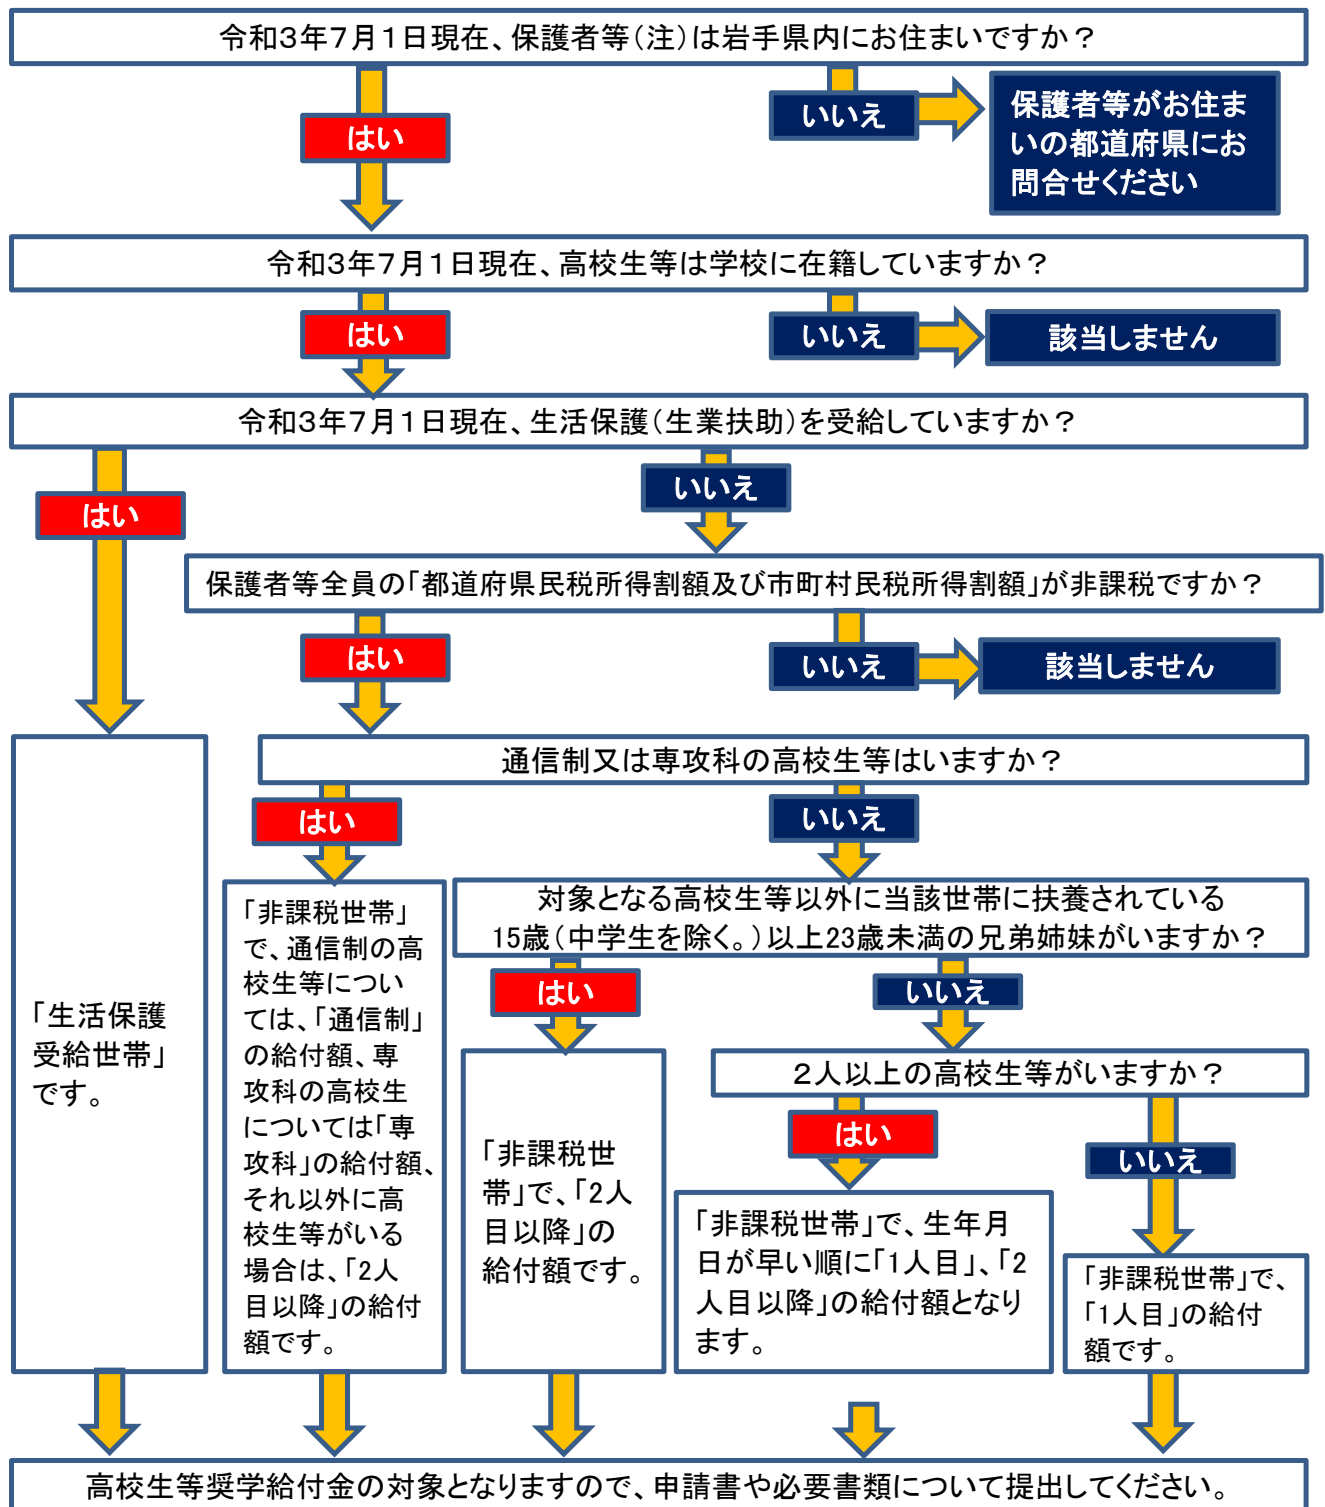 令和3年7月1日現在、保護者等(注)は岩手県内にお住まいですか?
はい
いいえ
保護者等がお住ま
いの都道府県にお
問合せください
令和3年7月1日現在、高校生等は学校に在籍していますか?
はい
いいえ
該当しません
令和3年7月1日現在、生活保護(生業扶助)を受給していますか?
はい
いいえ
保護者等全員の「都道府県民税所得割額及び市町村民税所得割額」が非課税ですか?
はい
いいえ
該当しません
通信制又は専攻科の高校生等はいますか?
はい
いいえ
対象となる高校生等以外に当該世帯に扶養されている
15歳(中学生を除く。)以上23歳未満の兄弟姉妹がいますか?
はい
いいえ
2人以上の高校生等がいますか?
はい
いいえ
「生活保護
受給世帯」
です。
「非課税世帯」
で、通信制の高
校生等につい
ては、「通信制」
の給付額、専
攻科の高校生
については「専
攻科」の給付額、
それ以外に高
校生等がいる
場合は、「2人
目以降」の給付
額です。
「非課税世
帯」で、「2人
目以降」の
給付額です。
「非課税世帯」で、生年月
日が早い順に「1人目」、「2
人目以降」の給付額となり
ます。
「非課税世帯」で、
「1人目」の給付
額です。
高校生等奨学給付金の対象となりますので、申請書や必要書類について提出してください。